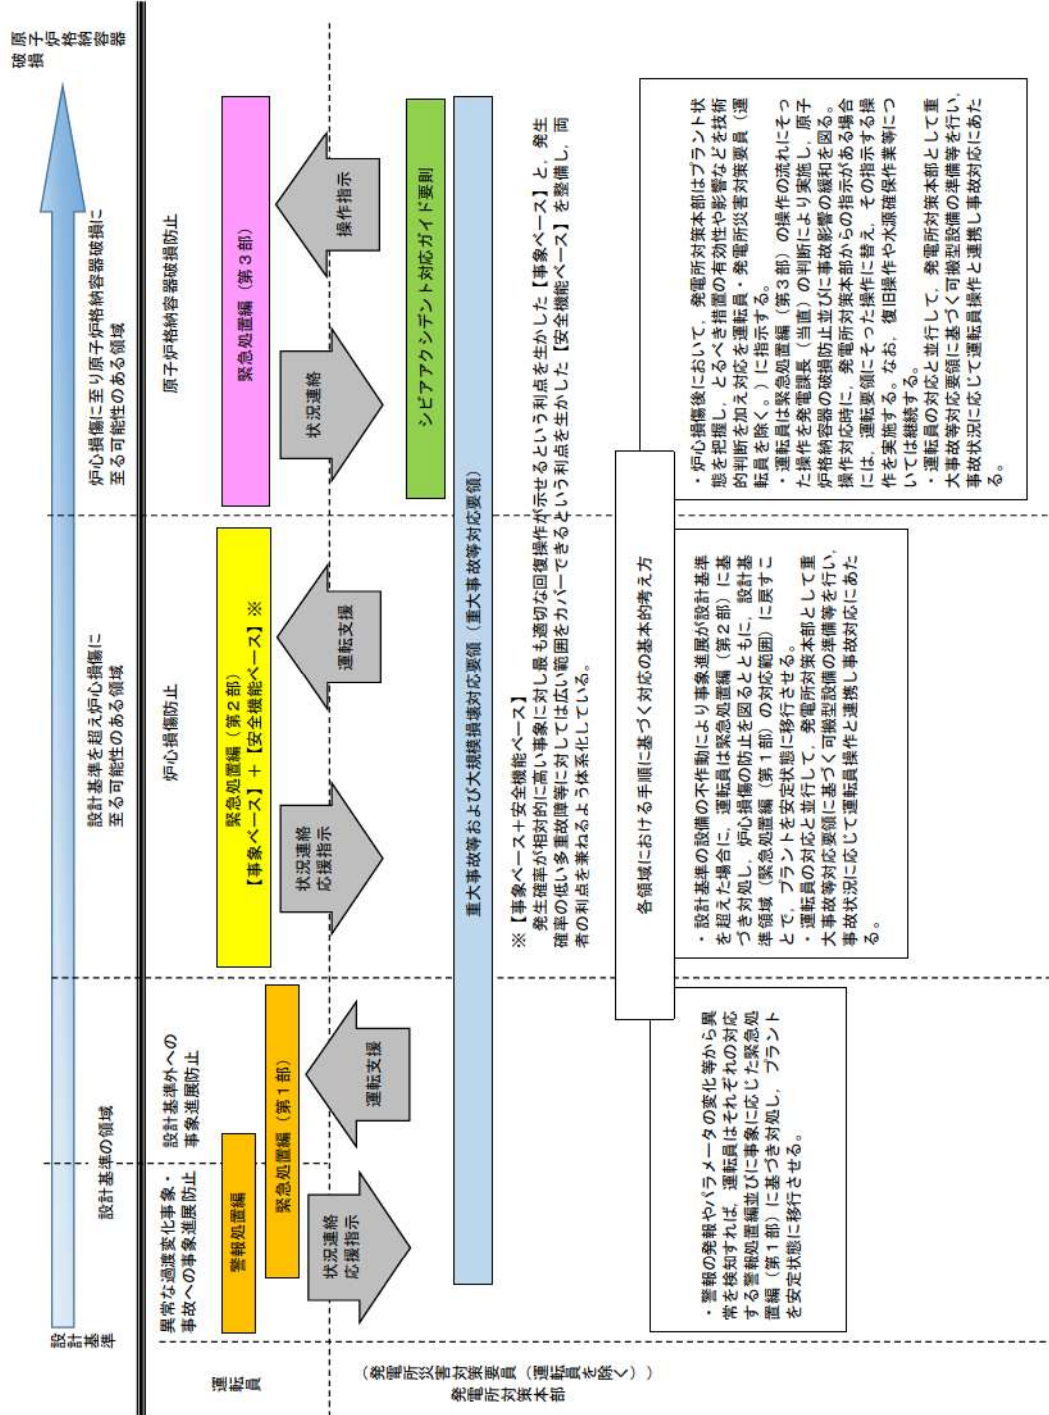 設計基準
原子炉格納容器
破損
設計基準の領域
設計基準を超え炉心損傷に
至る可能性のある領域
炉心損傷に至り原子炉格納容器破損に
至る可能性のある領域
異常な過渡変化事象・
事故への事象進展防止
設計基準外への
事象進展防止
炉心損傷防止
原子炉格納容器破損防止
運転員
警報処置編
緊急処置編(第1部)
緊急処置編(第2部)
【事象ベース】+【安全機能ベース】※
緊急処置編(第3部)
状況連絡
応援指示
運転支援
状況連絡
応援指示
運転支援
状況連絡
操作指示
(発電所災害対策要員(運転員を除く))
発電所対策本部
シビアアクシデント対応ガイド要則
重大事故等および大規模損壊対応要領(重大事故等対応要領)
※【事象ベース+安全機能ベース】
発生確率が相対的に高い事象に対し最も適切な回復操作が示せるという利点を生かした【事象ベース】と,発生
確率の低い多重故障等に対しては広い範囲をカバーできるという利点を生かした【安全機能ベース】を整備し,両
者の利点を兼ねるよう体系化している。
各領域における手順に基づく対応の基本的考え方
・警報の発報やパラメータの変化等から異
常を検知すれば,運転員はそれぞれの対応
する警報処置編並びに事象に応じた緊急処
置編(第1部)に基づき対処し,プラント
を安定状態に移行させる。
・設計基準の設備の不作動により事象進展が設計基準
を超えた場合に,運転員は緊急処置編(第2部)に基
づき対処し,炉心損傷の防止を図るとともに,設計基
準領域(緊急処置編(第1部)の対応範囲)に戻すこ
とで,プラントを安定状態に移行させる。
・運転員の対応と並行して,発電所対策本部として重
大事故等対応要領に基づく可搬型設備の準備等を行い,
事故状況に応じて運転員操作と連携し事故対応にあた
る。
・炉心損傷後において,発電所対策本部はプラント状
態を把握し,とるべき措置の有効性や影響などを技術
的判断を加え対応を運転員・発電所災害対策要員(運
転員を除く。)に指示する。
・運転員は緊急処置編(第3部)の操作の流れにそっ
た操作を発電課長(当直)の判断により実施し,原子
炉格納容器の破損防止並びに事故影響の緩和を図る。
操作対応時に,発電所対策本部からの指示がある場合
には,運転要領にそった操作に替え,その指示する操
作を実施する。なお,復旧操作や水源確保作業等につ
いては継続する。
・運転員の対応と並行して,発電所対策本部として重
大事故等対応要領に基づく可搬型設備の準備等を行い,
事故状況に応じて運転員操作と連携し事故対応にあた
る。